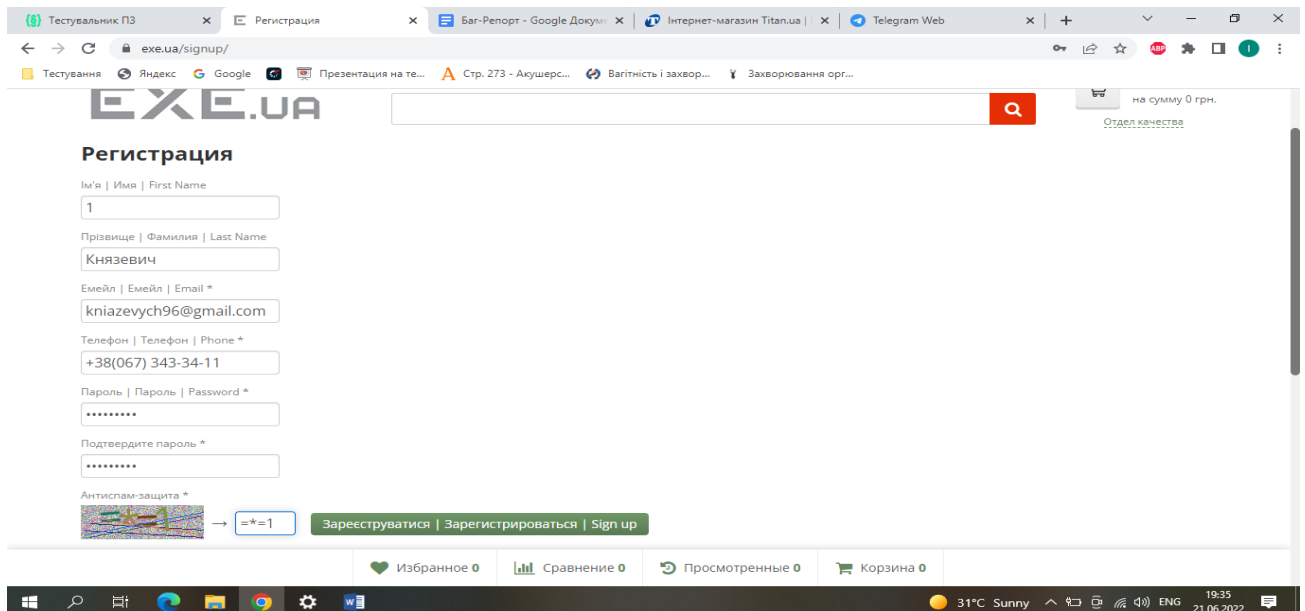 {§} Тестувальник ПЗ
Регистрация
Баг-Репорт - Google Докуме
Інтернет-магазин Titan.ua |
Telegram Web
exe.ua/signup/
Тестування
Яндекс
Google
Презентация на те...
Стр. 273 - Акушерс...
Вагітність і захвор...
Захворювання орг...
EXE.UA
на сумму 0 грн.
Отдел качества
Регистрация
Ім'я | Имя | First Name
1
Прізвище | Фамилия | Last Name
Князевич
Емейл | Емейл | Email *
kniazevych96@gmail.com
Телефон | Телефон | Phone *
+38(067) 343-34-11
Пароль | Пароль | Password *
•••••••••
Подтвердите пароль *
•••••••••
Антиспам-защита *
=*=1 → =*=1 Зареєструватися | Зарегистрироваться | Sign up
Избранное 0
Сравнение 0
Просмотренные 0
Корзина 0
31°C Sunny
ENG
19:35
21.06.2022